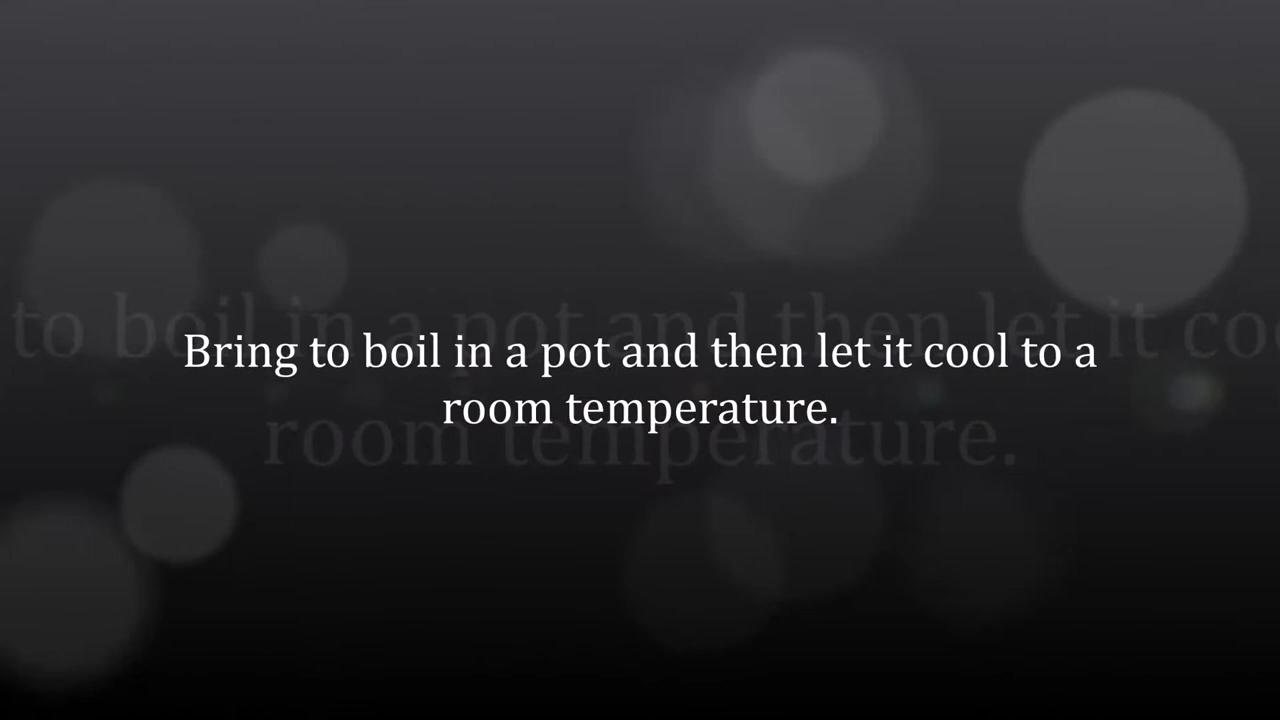 Bring to boil in a pot and then let it cool to a
room temperature.